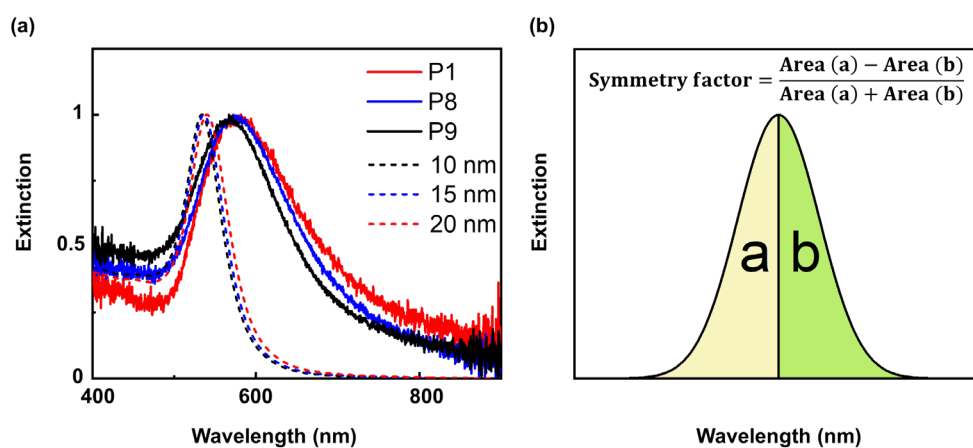 (a)
P1
P8
P9
10 nm
15 nm
20 nm
1
0.5
0
400
600
800
Extinction
Wavelength (nm)
(b)
Symmetry factor = Area (a) − Area (b) / Area (a) + Area (b)
a b
Extinction
Wavelength (nm)